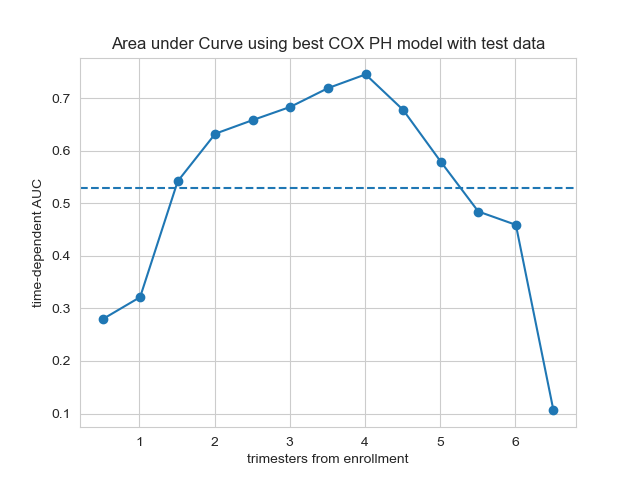 Area under Curve using best COX PH model with test data
time-dependent AUC
0.7
0.6
0.5
0.4
0.3
0.2
0.1
1 2 3 4 5 6
trimesters from enrollment